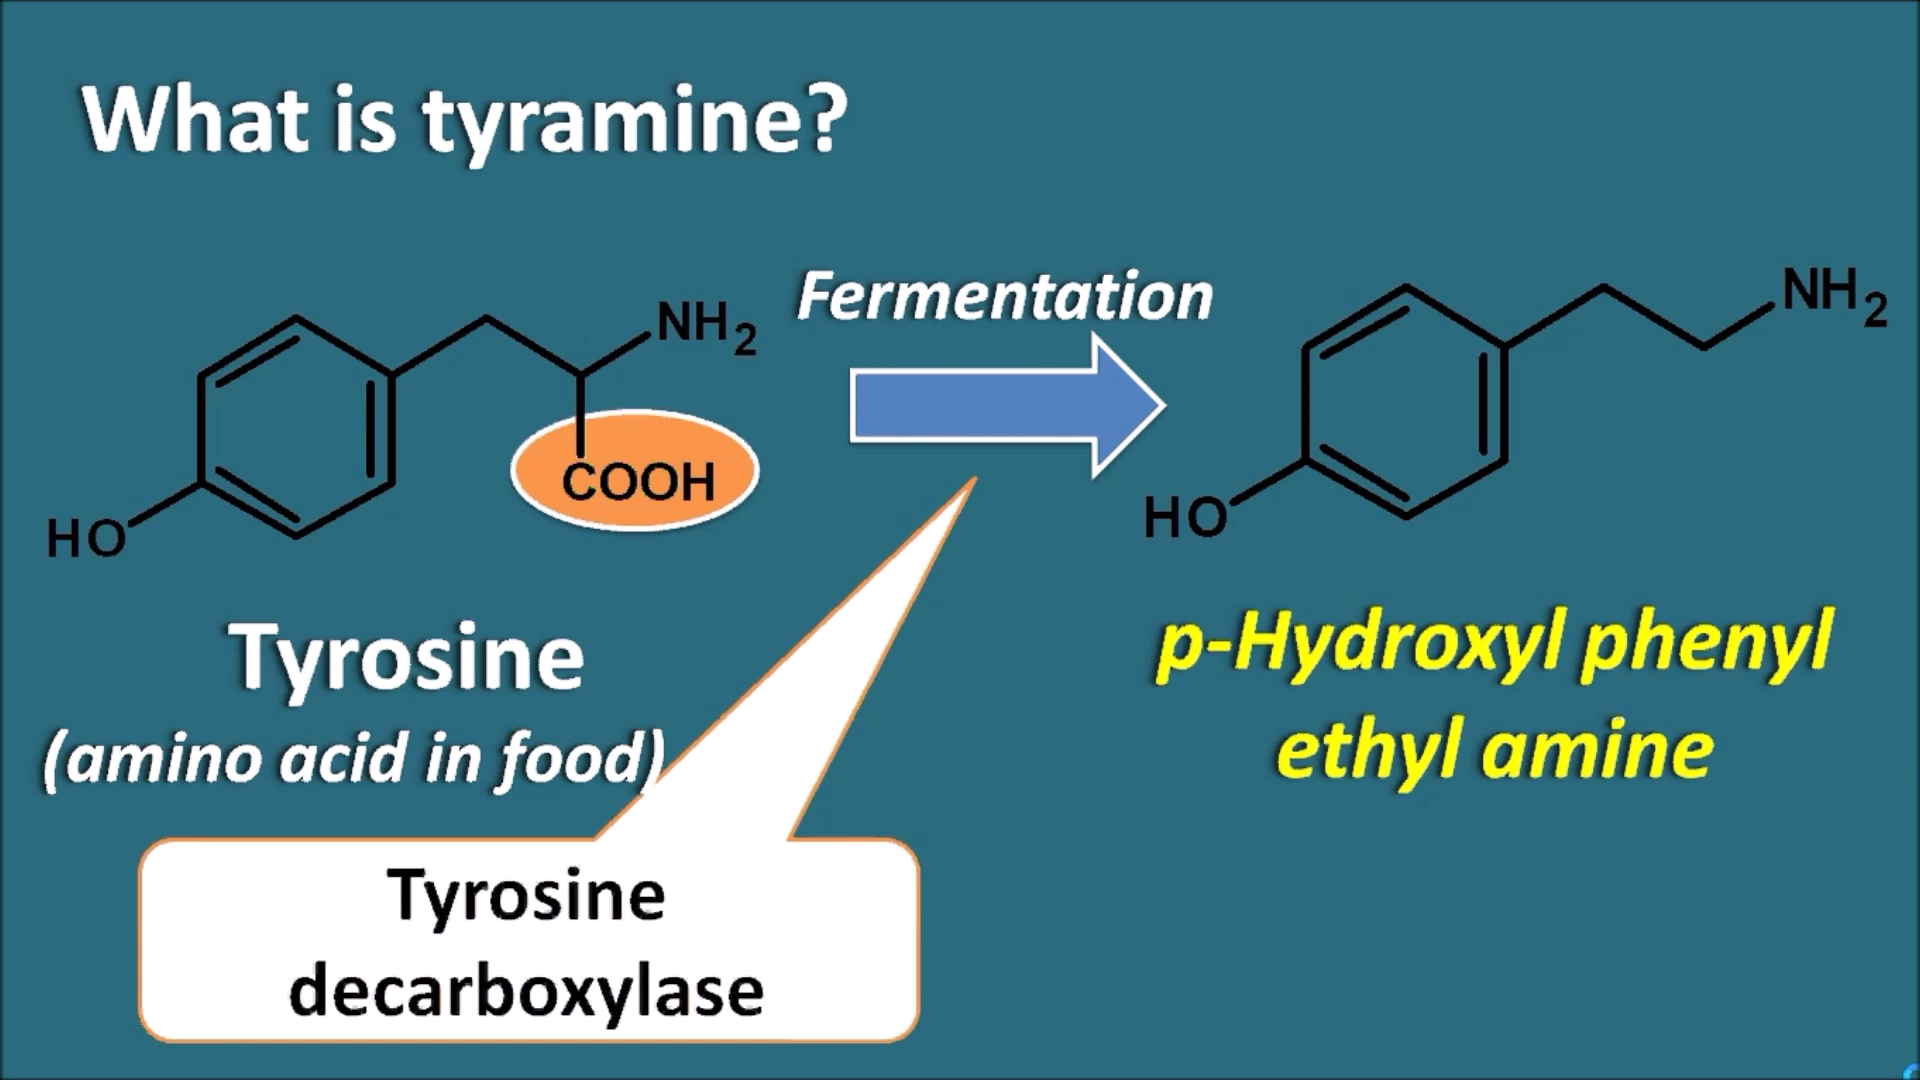 What is tyramine?
Fermentation
NH2
COOH
HO
NH2
HO
Tyrosine
(amino acid in food)
p-Hydroxyl phenyl
ethyl amine
Tyrosine
decarboxylase